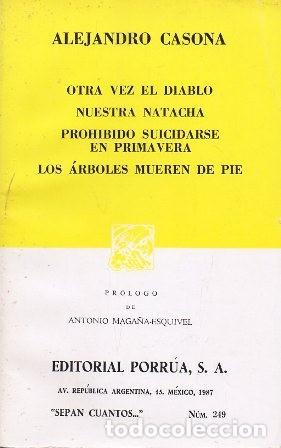 ALEJANDRO CASONA
OTRA VEZ EL DIABLO
NUESTRA NATACHA
PROHIBIDO SUICIDARSE
EN PRIMAVERA
LOS ÁRBOLES MUEREN DE PIE
PRÓLOGO
DE
ANTONIO MAGAÑA-ESQUIVEL
EDITORIAL PORRÚA, S. A.
AV. REPÚBLICA ARGENTINA, 15. MÉXICO, 1987
"SEPAN CUANTOS..." NÚM. 249
todocoleccion